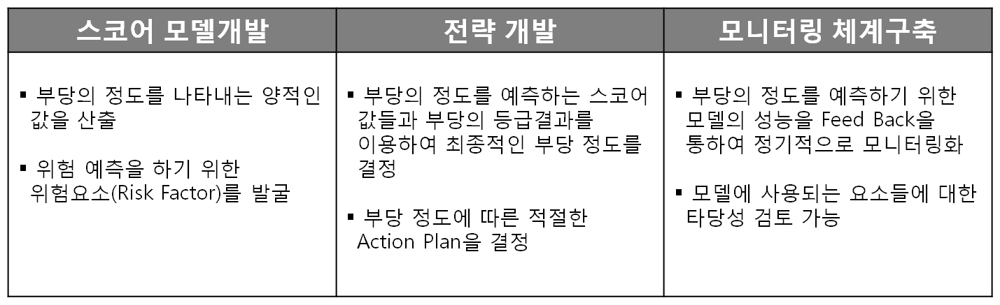 스코어 모델개발
전략 개발
모니터링 체계구축
▪ 부당의 정도를 나타내는 양적인
값을 산출
▪ 위험 예측을 하기 위한
위험요소(Risk Factor)를 발굴
▪ 부당의 정도를 예측하는 스코어
값들과 부당의 등급결과를
이용하여 최종적인 부당 정도를
결정
▪ 부당 정도에 따른 적절한
Action Plan을 결정
▪ 부당의 정도를 예측하기 위한
모델의 성능을 Feed Back을
통하여 정기적으로 모니터링화
▪ 모델에 사용되는 요소들에 대한
타당성 검토 가능